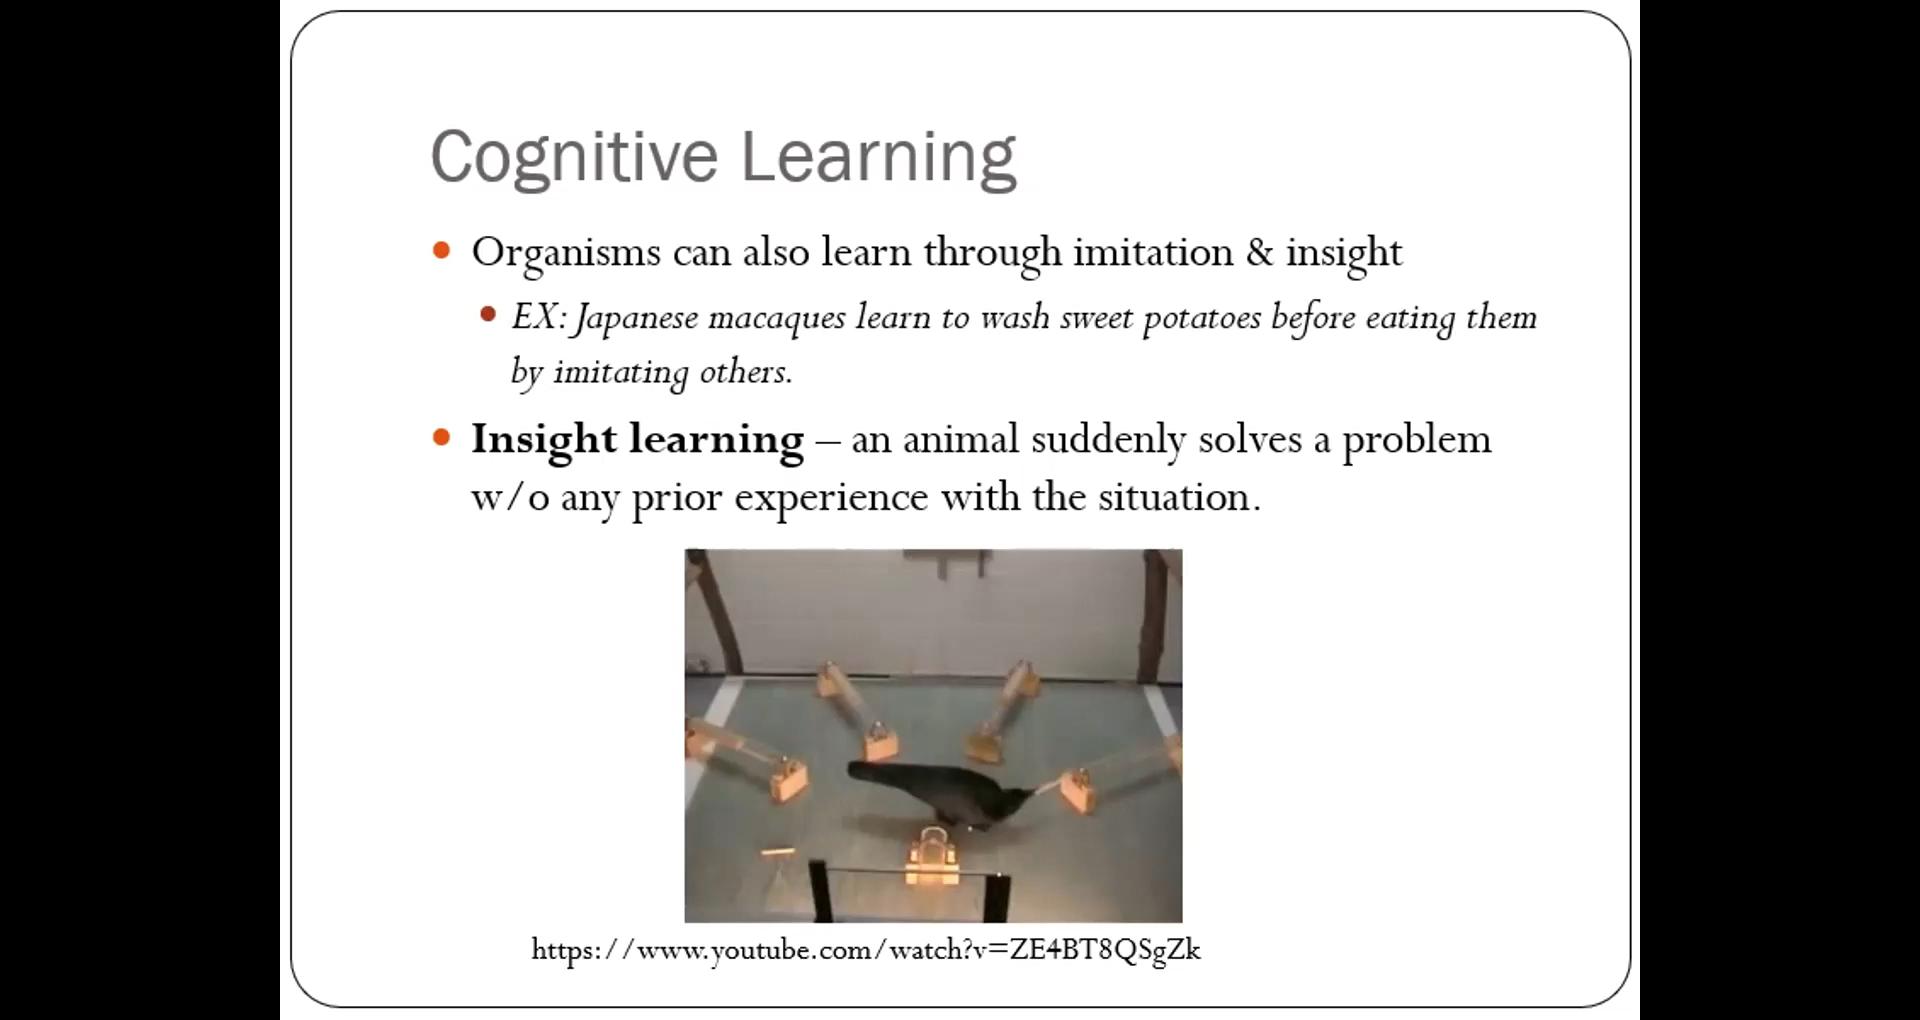 Cognitive Learning
Organisms can also learn through imitation & insight
EX: Japanese macaques learn to wash sweet potatoes before eating them
by imitating others.
Insight learning – an animal suddenly solves a problem
w/o any prior experience with the situation.
https://www.youtube.com/watch?v=ZE4BT8QSgZk